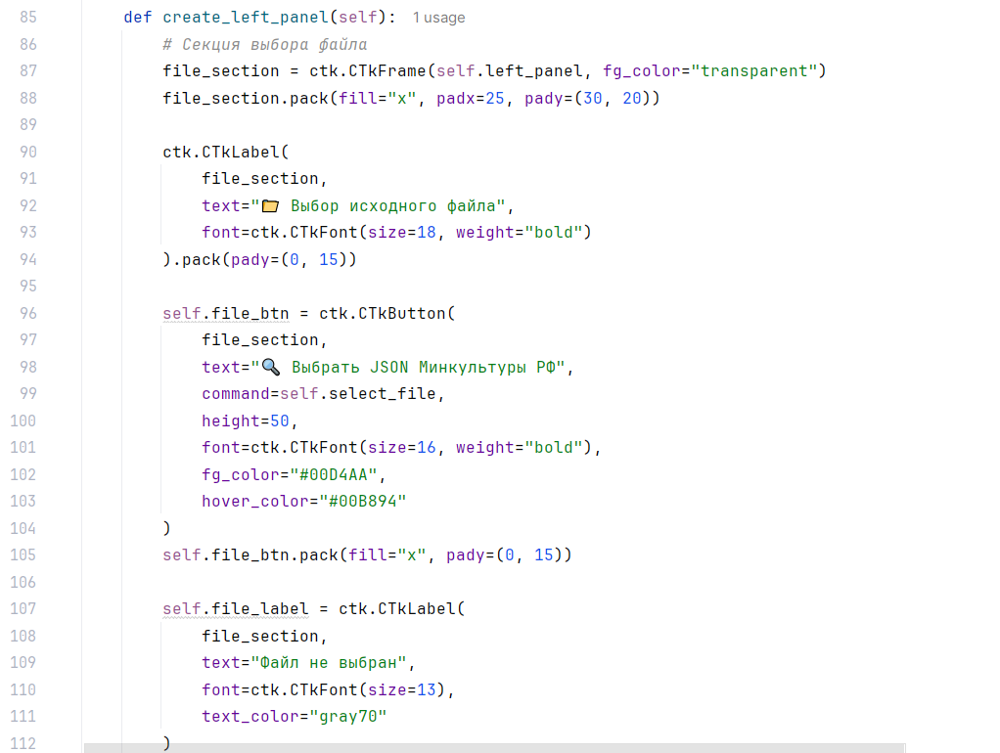 85 def create_left_panel(self): 1 usage
86 # Секция выбора файла
87 file_section = ctk.CTkFrame(self.left_panel, fg_color="transparent")
88 file_section.pack(fill="x", padx=25, pady=(30, 20))
89
90 ctk.CTkLabel(
91 file_section,
92 text="📂 Выбор исходного файла",
93 font=ctk.CTkFont(size=18, weight="bold")
94 ).pack(pady=(0, 15))
95
96 self.file_btn = ctk.CTkButton(
97 file_section,
98 text="🔍 Выбрать JSON Минкультуры РФ",
99 command=self.select_file,
100 height=50,
101 font=ctk.CTkFont(size=16, weight="bold"),
102 fg_color="#00D4AA",
103 hover_color="#00B894"
104 )
105 self.file_btn.pack(fill="x", pady=(0, 15))
106
107 self.file_label = ctk.CTkLabel(
108 file_section,
109 text="Файл не выбран",
110 font=ctk.CTkFont(size=13),
111 text_color="gray70"
112 )